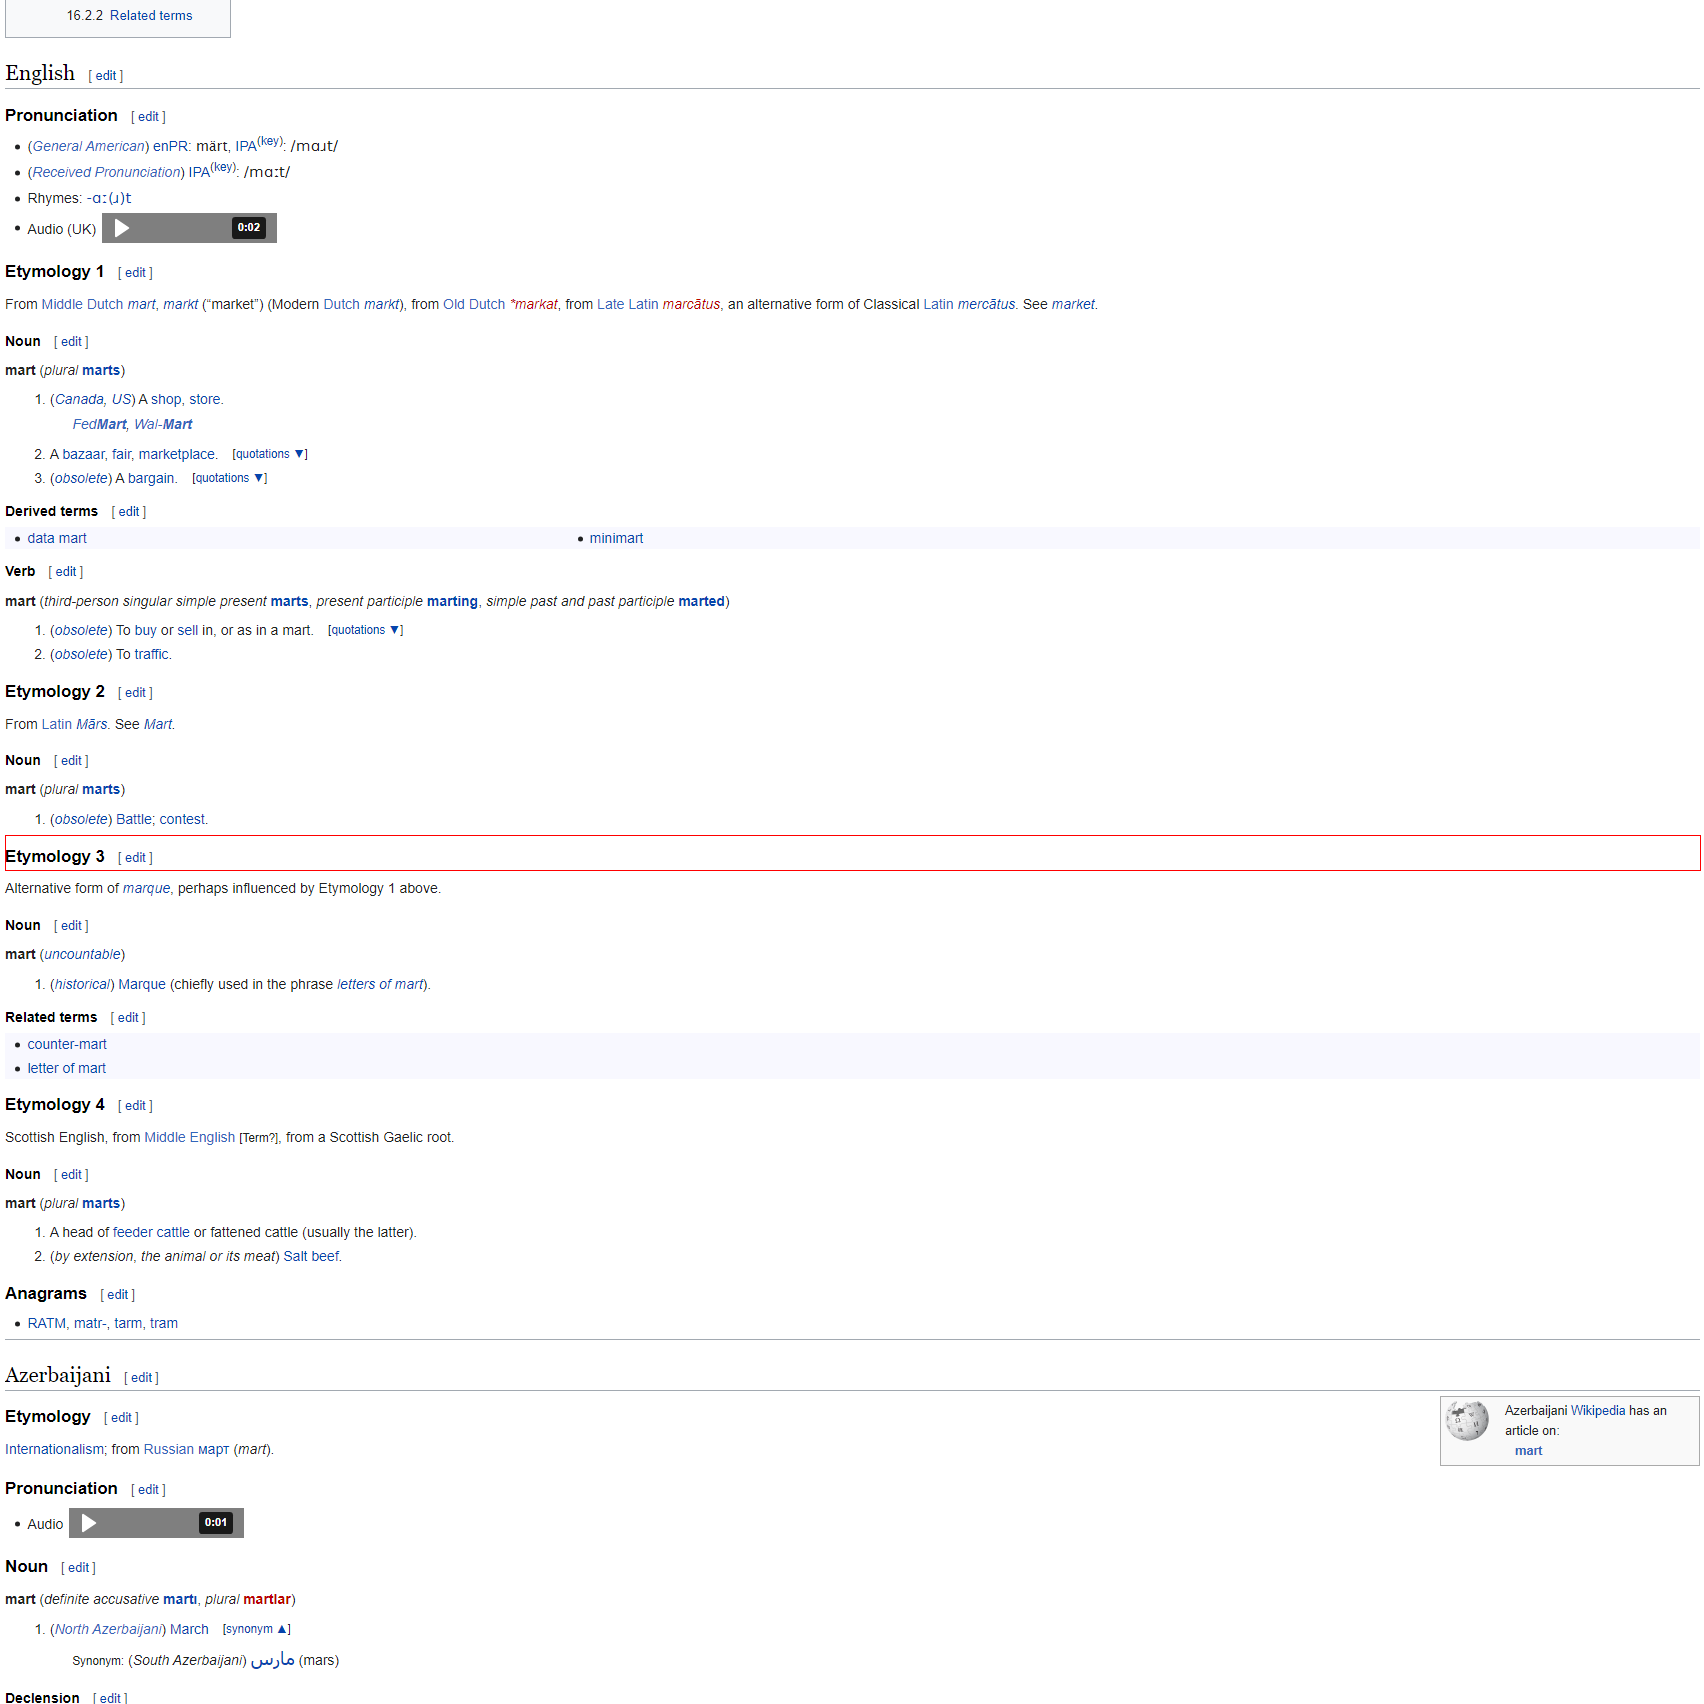 16.2.2 Related terms
English [ edit ]
Pronunciation [ edit ]
• (General American) enPR: märt, IPA(key): /mɑɹt/
• (Received Pronunciation) IPA(key): /mɑːt/
• Rhymes: -ɑː(ɹ)t
• Audio (UK) 0:02
Etymology 1 [ edit ]
From Middle Dutch mart, markt (“market”) (Modern Dutch markt), from Old Dutch *markat, from Late Latin marcātus, an alternative form of Classical Latin mercātus. See market.
Noun [ edit ]
mart (plural marts)
1. (Canada, US) A shop, store.
FedMart, Wal-Mart
2. A bazaar, fair, marketplace. [quotations ▼]
3. (obsolete) A bargain. [quotations ▼]
Derived terms [ edit ]
• data mart • minimart
Verb [ edit ]
mart (third-person singular simple present marts, present participle marting, simple past and past participle marted)
1. (obsolete) To buy or sell in, or as in a mart. [quotations ▼]
2. (obsolete) To traffic.
Etymology 2 [ edit ]
From Latin Mārs. See Mart.
Noun [ edit ]
mart (plural marts)
1. (obsolete) Battle; contest.
Etymology 3 [ edit ]
Alternative form of marque, perhaps influenced by Etymology 1 above.
Noun [ edit ]
mart (uncountable)
1. (historical) Marque (chiefly used in the phrase letters of mart).
Related terms [ edit ]
• counter-mart
• letter of mart
Etymology 4 [ edit ]
Scottish English, from Middle English [Term?], from a Scottish Gaelic root.
Noun [ edit ]
mart (plural marts)
1. A head of feeder cattle or fattened cattle (usually the latter).
2. (by extension, the animal or its meat) Salt beef.
Anagrams [ edit ]
• RATM, matr-, tarm, tram
Azerbaijani [ edit ]
Etymology [ edit ]
Internationalism; from Russian март (mart).
Azerbaijani Wikipedia has an
article on:
mart
Pronunciation [ edit ]
• Audio 0:01
Noun [ edit ]
mart (definite accusative martı, plural martlar)
1. (North Azerbaijani) March [synonym ▲]
Synonym: (South Azerbaijani) مارس (mars)
Declension [ edit ]